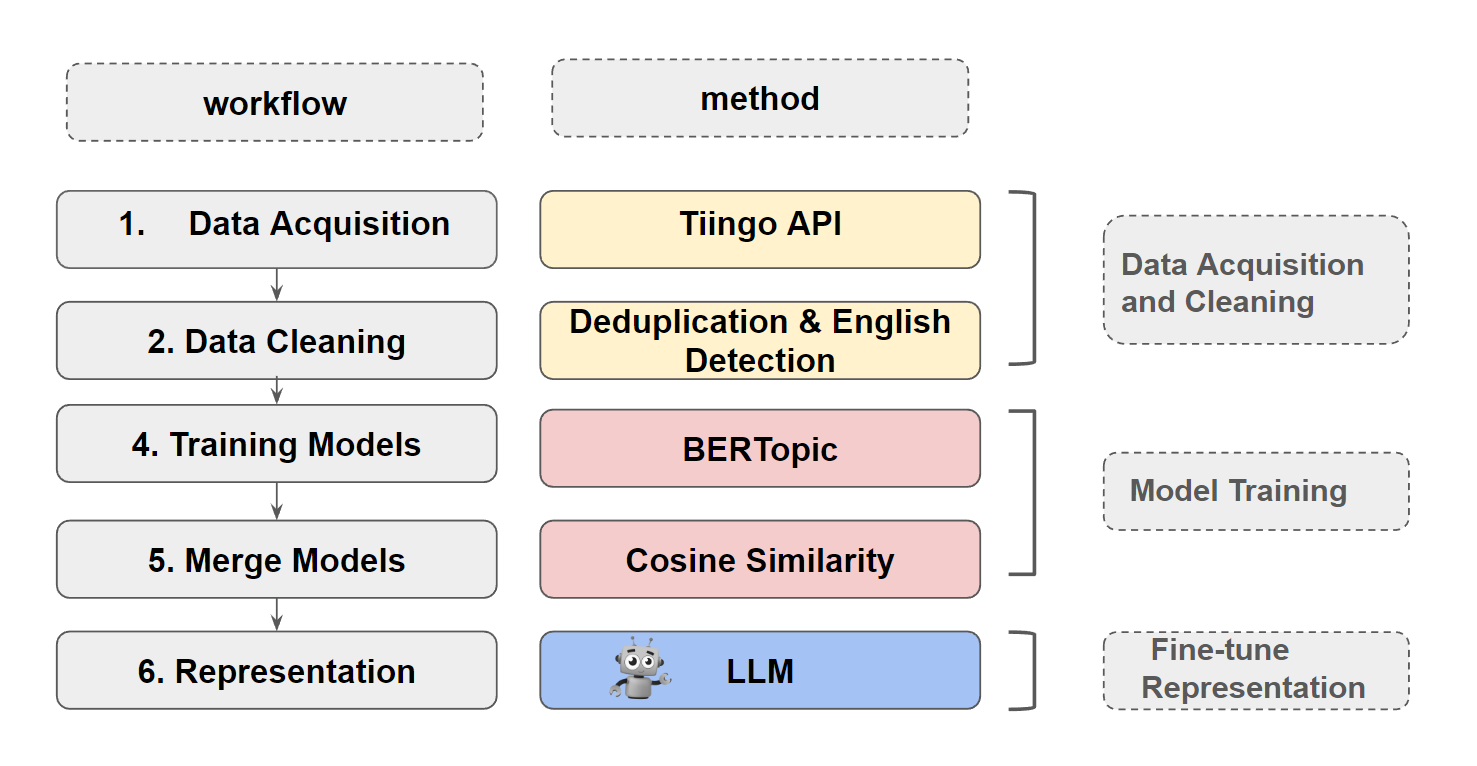 workflow
method
1. Data Acquisition
Tiingo API
Data Acquisition
and Cleaning
2. Data Cleaning
Deduplication & English
Detection
4. Training Models
BERTopic
Model Training
5. Merge Models
Cosine Similarity
6. Representation
LLM
Fine-tune
Representation